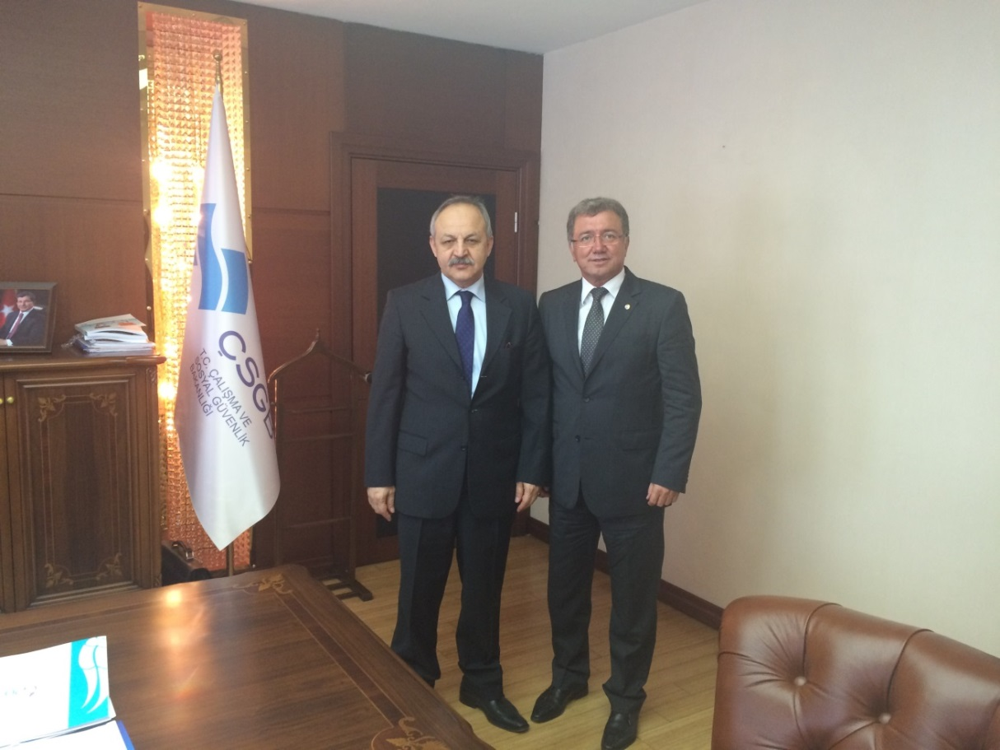 ÇSGB
T.C. ÇALIŞMA VE
SOSYAL GÜVENLİK
BAKANLIĞI